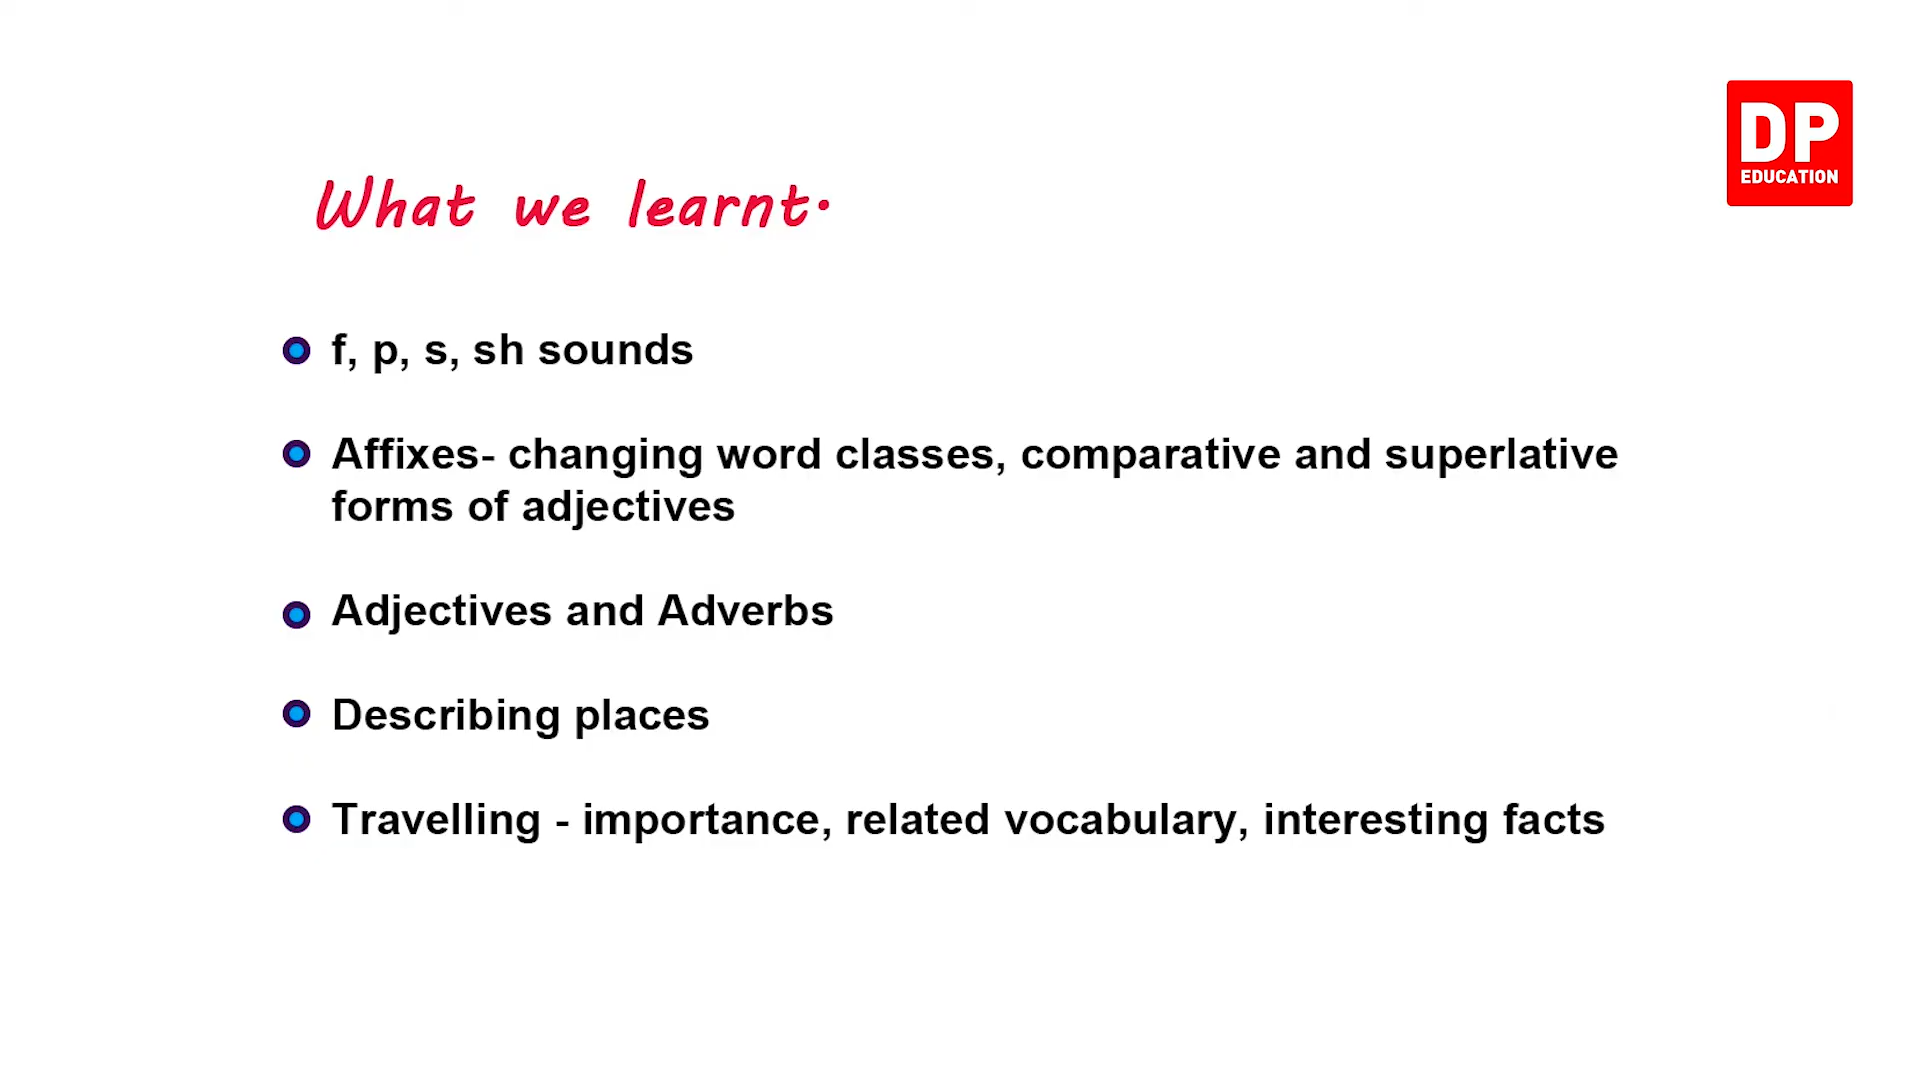 DP
EDUCATION
What we learnt.
f, p, s, sh sounds
Affixes- changing word classes, comparative and superlative
forms of adjectives
Adjectives and Adverbs
Describing places
Travelling - importance, related vocabulary, interesting facts